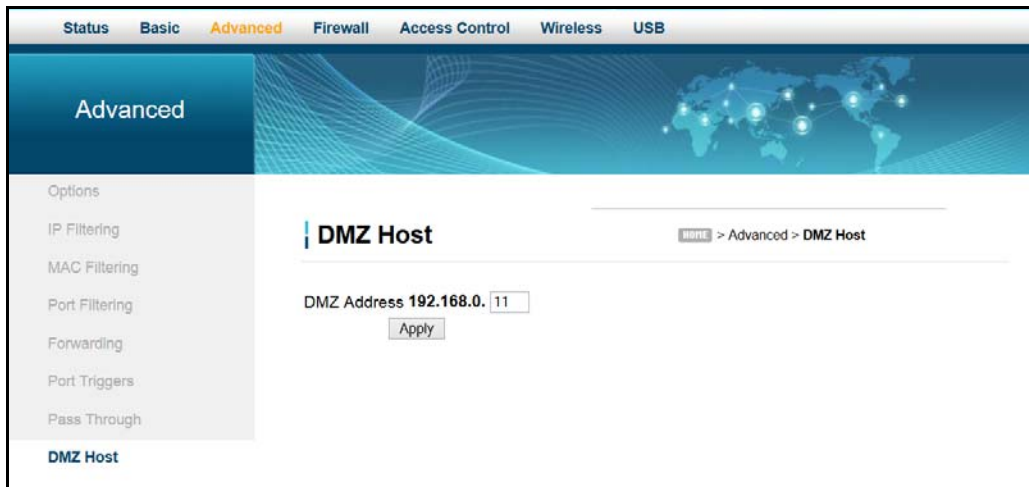 Status Basic Advanced Firewall Access Control Wireless USB
Advanced
Options
IP Filtering
MAC Filtering
Port Filtering
Forwarding
Port Triggers
Pass Through
DMZ Host
DMZ Host
HOME > Advanced > DMZ Host
DMZ Address 192.168.0. 11
Apply